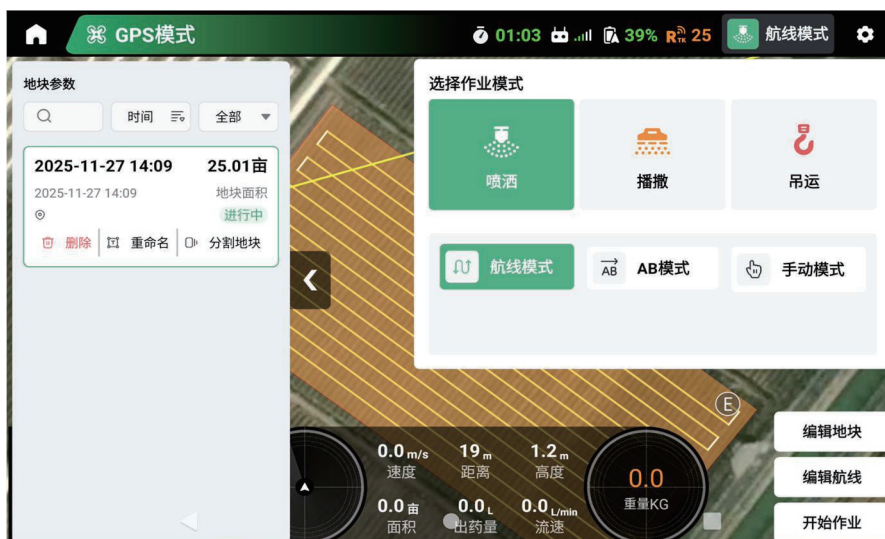 GPS模式
01:03
39%
RTK 25
航线模式
地块参数
时间
全部
2025-11-27 14:09 25.01亩
2025-11-27 14:09 地块面积
进行中
删除 重命名 分割地块
选择作业模式
喷洒 播撒 吊运
航线模式 AB AB模式 手动模式
E
编辑地块
编辑航线
开始作业
0.0 m/s 19 m 1.2 m
速度 距离 高度
0.0 亩 0.0 L 0.0 L/min
面积 出药量 流速
0.0
重量KG